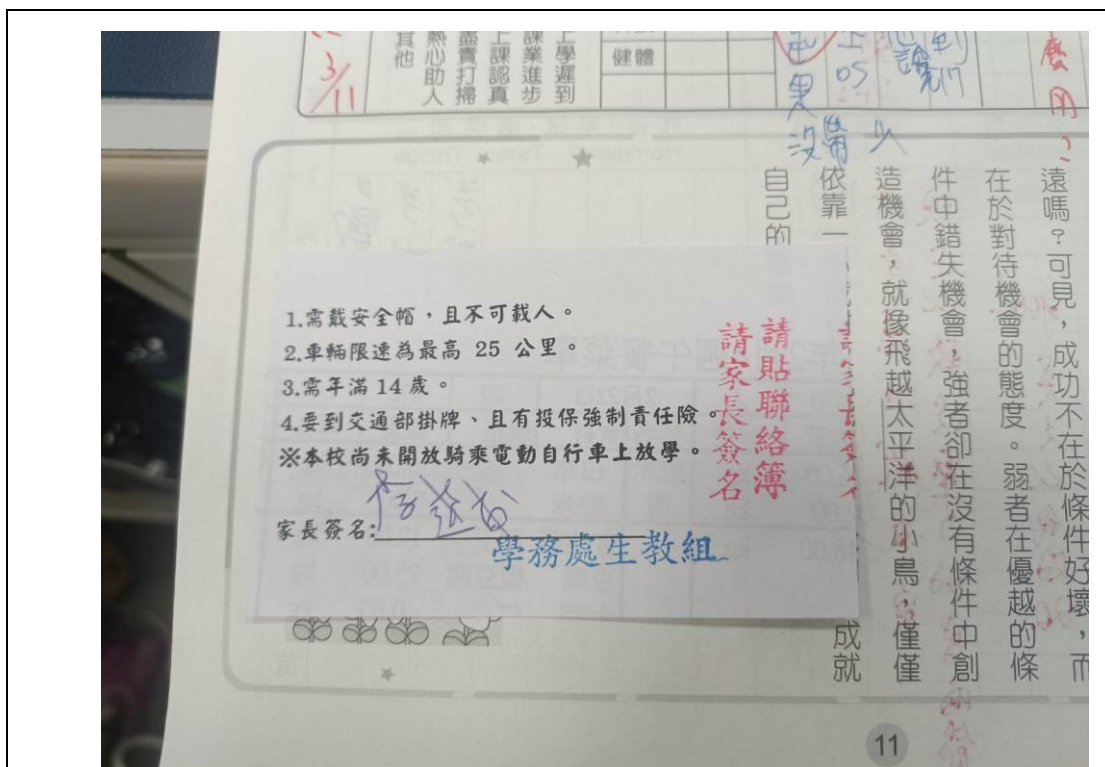 3/11
上學遲到
課業進步
上課認真
盡責打掃
熱心助人
其他
健體
沒帶
遠嗎？可見，成功不在於條件好壞，而
在於對待機會的態度。弱者在優越的條
件中錯失機會，強者卻在沒有條件中創
造機會，就像飛越太平洋的小鳥，僅僅
依靠一
成就
自己的
1.需戴安全帽，且不可載人。
2.車輛限速為最高 25 公里。
3.需年滿 14 歲。
4.要到交通部掛牌、且有投保強制責任險。
※本校尚未開放騎乘電動自行車上放學。
家長簽名:
請貼聯絡簿
請家長簽名
學務處生教組
11